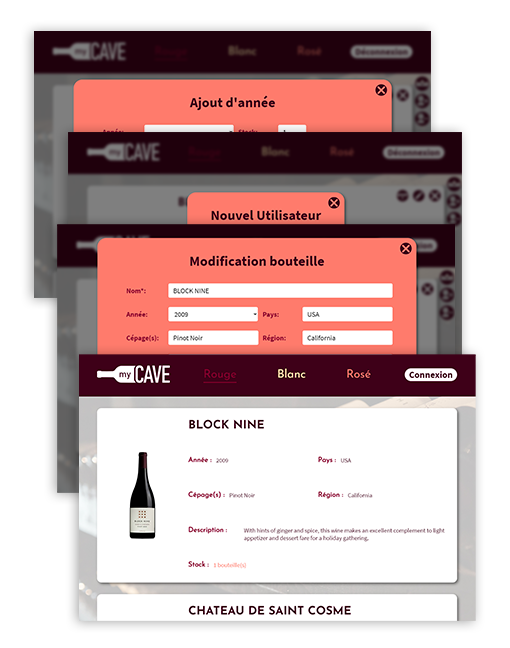 my CAVE Rouge Blanc Rosé Déconnexion
Ajout d'année
Année: Stock:
my CAVE Rouge Blanc Rosé Déconnexion
Nouvel Utilisateur
Modification bouteille
Nom*: BLOCK NINE
Année: 2009 Pays: USA
Cépage(s): Pinot Noir Région: California
my CAVE Rouge Blanc Rosé Connexion
BLOCK NINE
Année : 2009 Pays : USA
Cépage(s) : Pinot Noir Région : California
Description : With hints of ginger and spice, this wine makes an excellent complement to light
appetizer and dessert fare for a holiday gathering.
Stock : 1 bouteille(s)
CHATEAU DE SAINT COSME